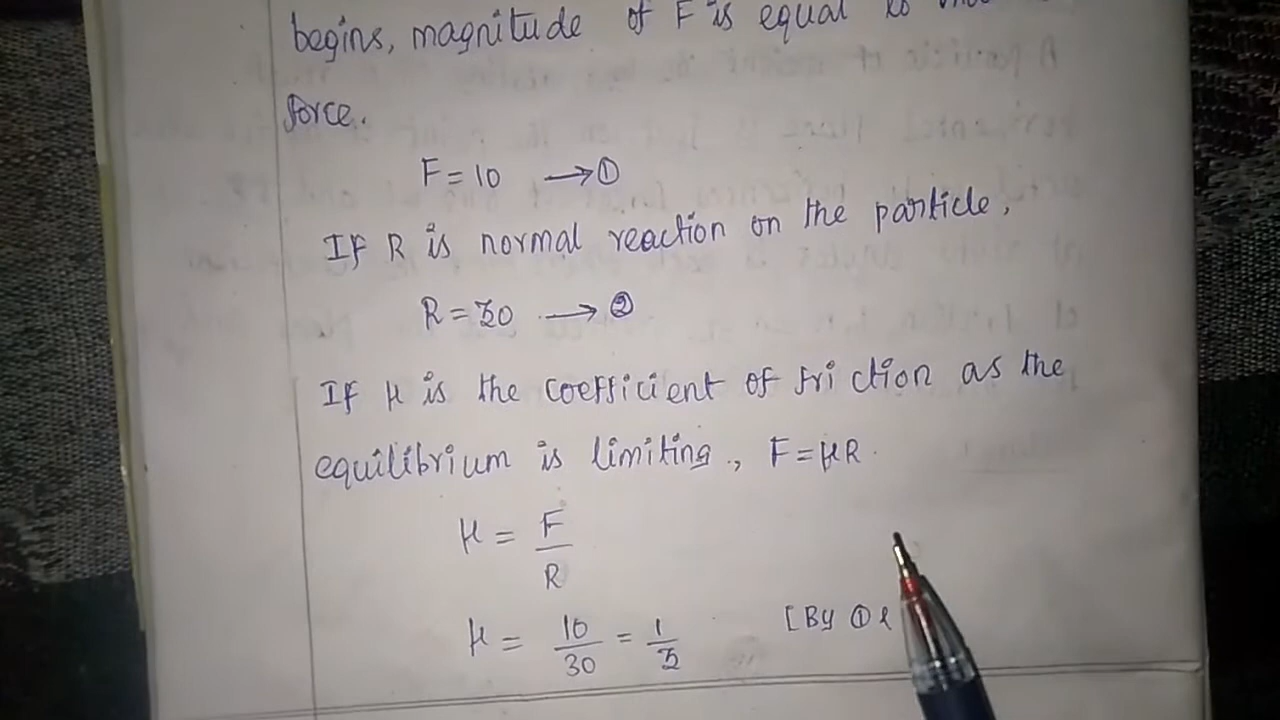 begins, magnitude of F is equal to
force.
F = 10 → ①
If R is normal reaction on the particle,
R = 30 → ②
If μ is the coefficient of friction as the
equilibrium is limiting, F = μR.
μ = F/R
μ = 10/30 = 1/3 [By ① &